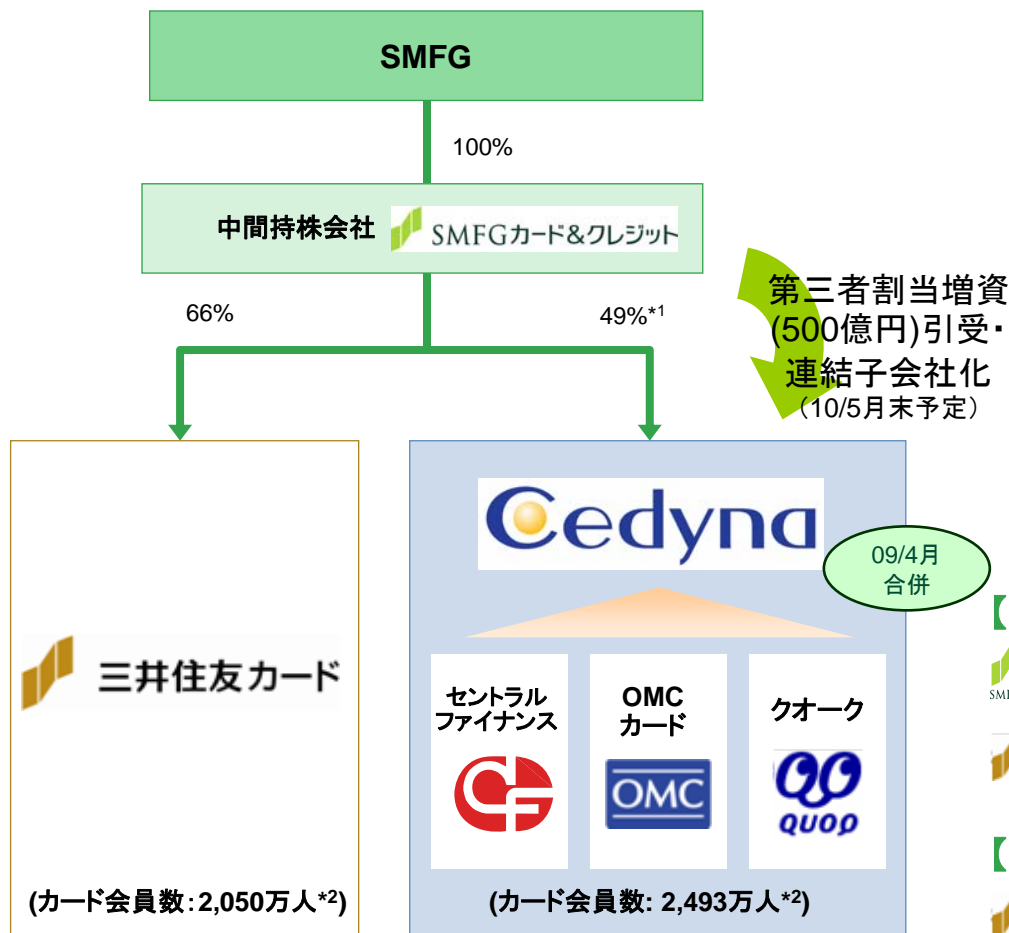 SMFG
100%
中間持株会社 SMFGカード&クレジット
66%
49%*1
第三者割当増資
(500億円)引受・
連結子会社化
(10/5月末予定)
Cedyna
09/4月
合併
三井住友カード
セントラル
ファイナンス
OMC
カード
OMC
クオーク
QUOQ
(カード会員数:2,050万人*2)
(カード会員数: 2,493万人*2)
【
SM
【